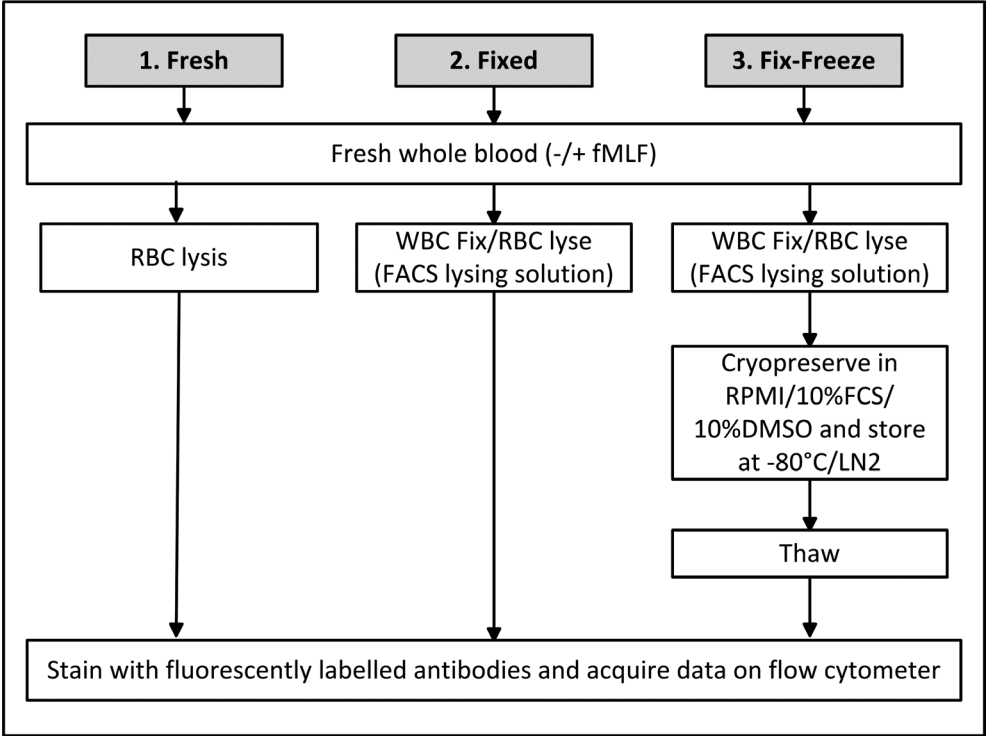 1. Fresh
2. Fixed
3. Fix-Freeze
Fresh whole blood (-/+ fMLF)
RBC lysis
WBC Fix/RBC lyse
(FACS lysing solution)
WBC Fix/RBC lyse
(FACS lysing solution)
Cryopreserve in
RPMI/10%FCS/
10%DMSO and store
at -80°C/LN2
Thaw
Stain with fluorescently labelled antibodies and acquire data on flow cytometer